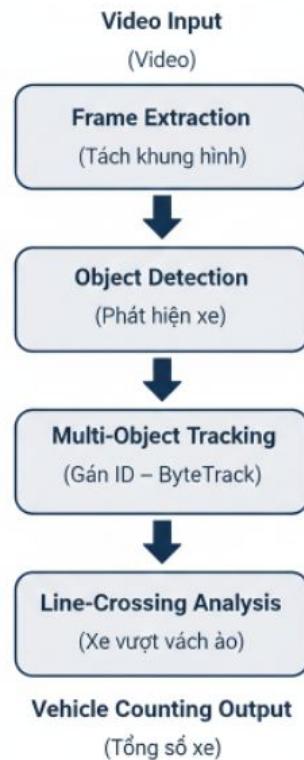 Video Input
(Video)
Frame Extraction
(Tách khung hình)
Object Detection
(Phát hiện xe)
Multi-Object Tracking
(Gán ID – ByteTrack)
Line-Crossing Analysis
(Xe vượt vách ảo)
Vehicle Counting Output
(Tổng số xe)